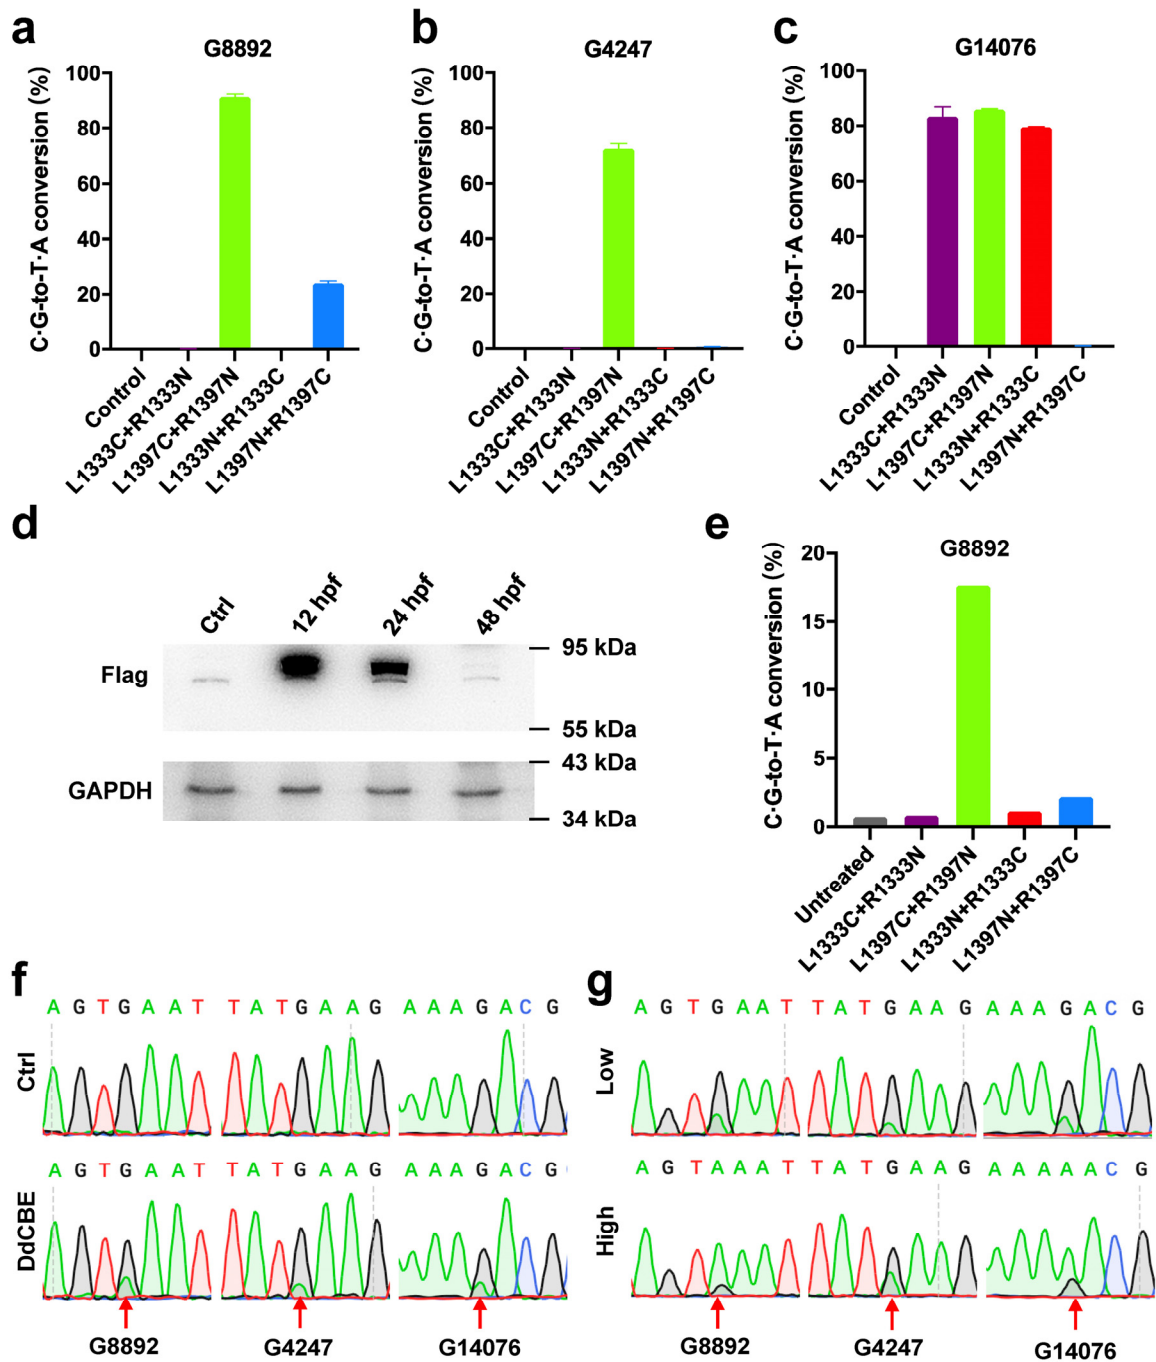 a
G8892
C·G-to-T·A conversion (%)
100
80
60
40
20
0
Control
L1333C+R1333N
L1397C+R1397N
L1333N+R1333C
L1397N+R1397C
b
G4247
C·G-to-T·A conversion (%)
100
80
60
40
20
0
Control
L1333C+R1333N
L1397C+R1397N
L1333N+R1333C
L1397N+R1397C
c
G14076
C·G-to-T·A conversion (%)
100
80
60
40
20
0
Control
L1333C+R1333N
L1397C+R1397N
L1333N+R1333C
L1397N+R1397C
d
Ctrl
12 hpf
24 hpf
48 hpf
Flag
95 kDa
55 kDa
43 kDa
GAPDH
34 kDa
e
G8892
C·G-to-T·A conversion (%)
20
15
10
5
0
Untreated
L1333C+R1333N
L1397C+R1397N
L1333N+R1333C
L1397N+R1397C
f
A G T G A A T T A T G A A G A A A G A C G
Ctrl
A G T G A A T T A T G A A G A A A G A C G
DdCBE
G8892 G4247 G14076
g
A G T G A A T T A T G A A G A A A G A C G
Low
A G T A A A T T A T G A A G A A A A A C G
High
G8892 G4247 G14076